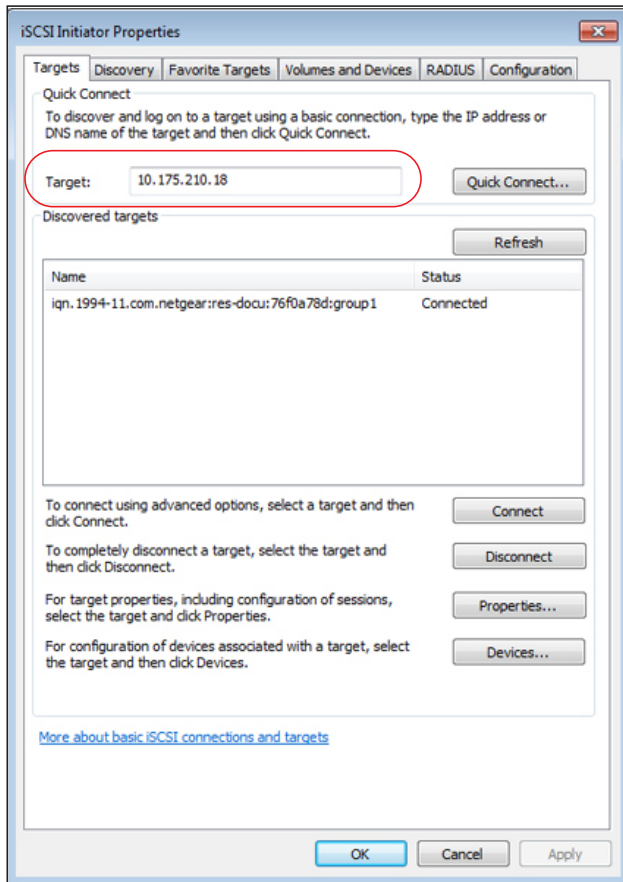 iSCSI Initiator Properties
Targets Discovery Favorite Targets Volumes and Devices RADIUS Configuration
Quick Connect
To discover and log on to a target using a basic connection, type the IP address or
DNS name of the target and then click Quick Connect.
Target: 10.175.210.18 Quick Connect...
Discovered targets
Refresh
Name Status
iqn.1994-11.com.netgear:res-docu:76f0a78d:group1 Connected
To connect using advanced options, select a target and then
click Connect.
Connect
To completely disconnect a target, select the target and
then click Disconnect.
Disconnect
For target properties, including configuration of sessions,
select the target and click Properties.
Properties...
For configuration of devices associated with a target, select
the target and then click Devices.
Devices...
More about basic iSCSI connections and targets
OK Cancel Apply